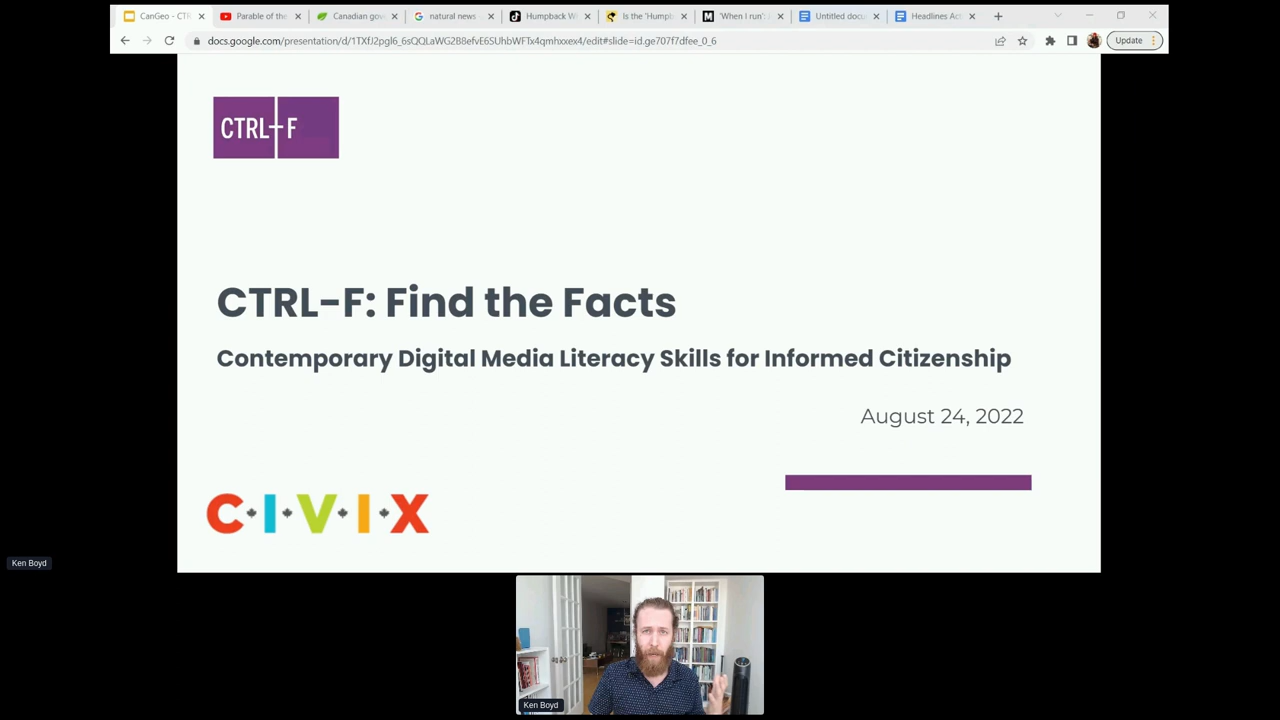 CanGeo - CTR
Parable of the
Canadian gov
natural news
Humpback W
Is the 'Humpb
'When I run':
Untitled docu
Headlines Act
docs.google.com/presentation/d/1TXfJ2pgl6_6sQQLaWG2B8efvE6SUhbWFTx4qmhxxex4/edit#slide=id.ge707f7dfee_0_6
Update
CTRL+F
CTRL-F: Find the Facts
Contemporary Digital Media Literacy Skills for Informed Citizenship
August 24, 2022
C·I·V·I·X
Ken Boyd
Ken Boyd